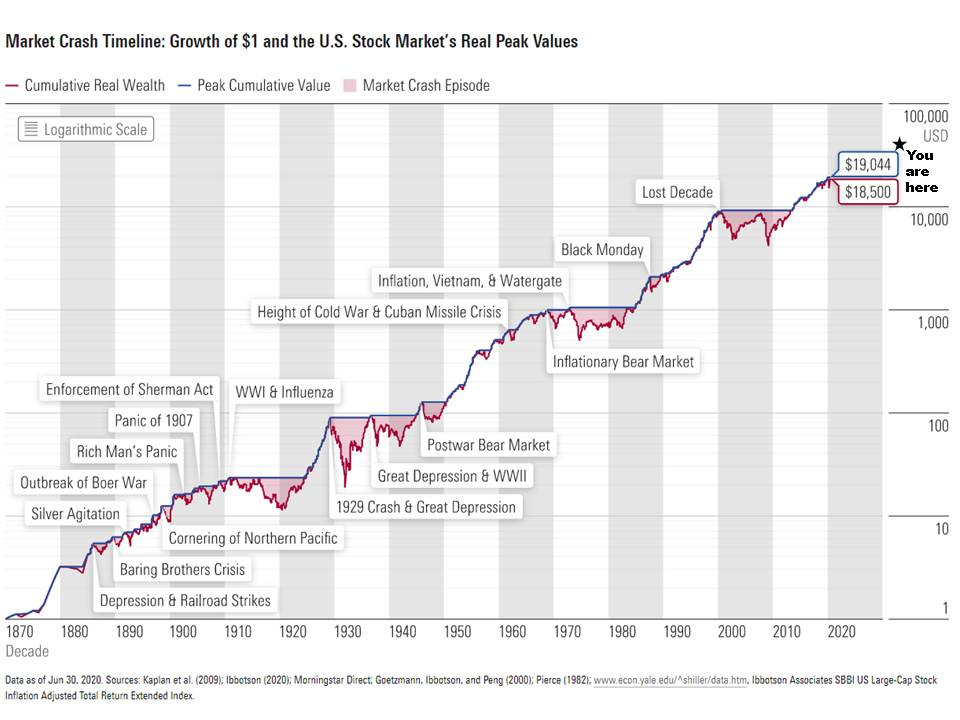 Market Crash Timeline: Growth of $1 and the U.S. Stock Market's Real Peak Values
Cumulative Real Wealth
Peak Cumulative Value
Market Crash Episode
Logarithmic Scale
100,000
USD
You
are
here
$19,044
$18,500
Lost Decade
10,000
Black Monday
Inflation, Vietnam, & Watergate
Height of Cold War & Cuban Missile Crisis
1,000
Inflationary Bear Market
Enforcement of Sherman Act
WWI & Influenza
Panic of 1907
100
Rich Man's Panic
Postwar Bear Market
Outbreak of Boer War
Great Depression & WWII
Silver Agitation
1929 Crash & Great Depression
10
Cornering of Northern Pacific
Baring Brothers Crisis
Depression & Railroad Strikes
1
1870 1880 1890 1900 1910 1920 1930 1940 1950 1960 1970 1980 1990 2000 2010 2020
Decade
Data as of Jun 30, 2020. Sources: Kaplan et al. (2009); Ibbotson (2020); Morningstar Direct; Goetzmann, Ibbotson, and Peng (2000); Pierce (1982); www.econ.yale.edu/^shiller/data.htm, Ibbotson Associates SBBI US Large-Cap Stock
Inflation Adjusted Total Return Extended Index.